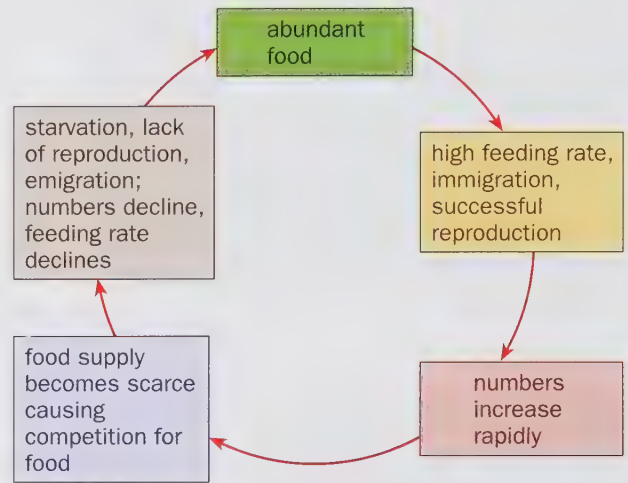 abundant
food
high feeding rate,
immigration,
successful
reproduction
numbers
increase
rapidly
food supply
becomes scarce
causing
competition for
food
starvation, lack
of reproduction,
emigration;
numbers decline,
feeding rate
declines